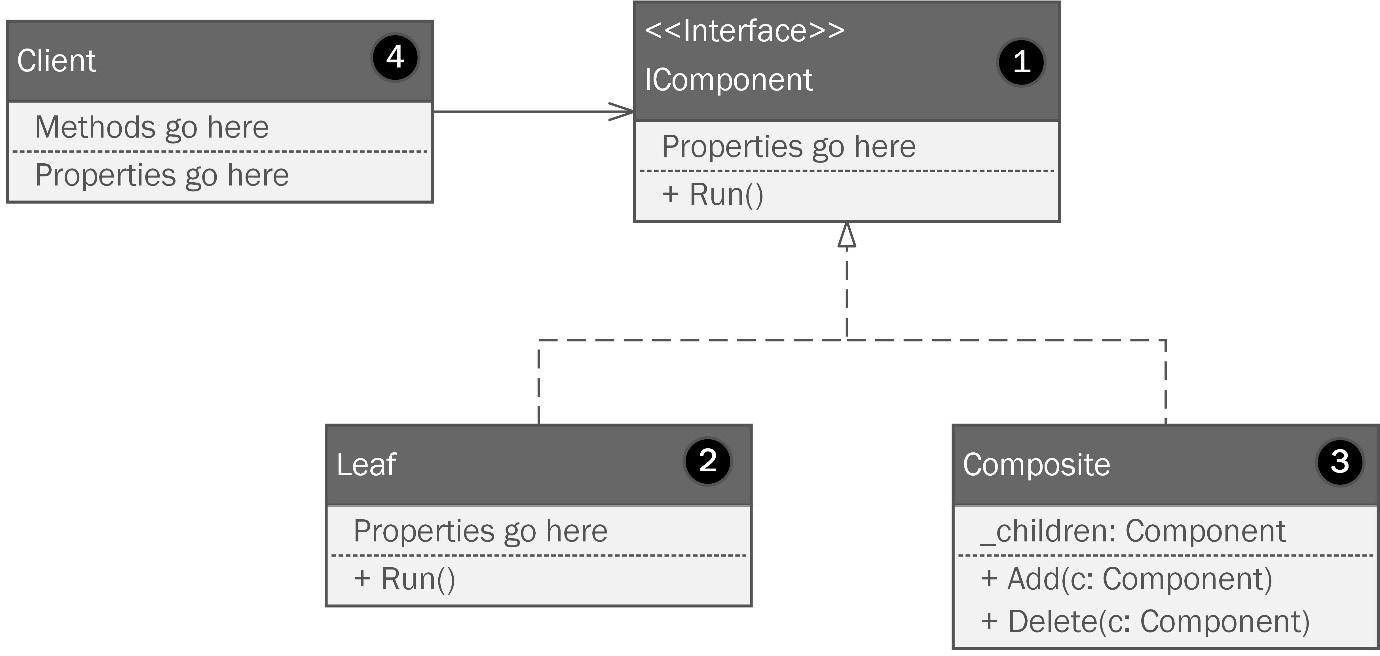 Client
4
Methods go here
Properties go here
<<Interface>>
IComponent
1
Properties go here
+ Run()
Leaf
2
Properties go here
+ Run()
Composite
3
_children: Component
+ Add(c: Component)
+ Delete(c: Component)